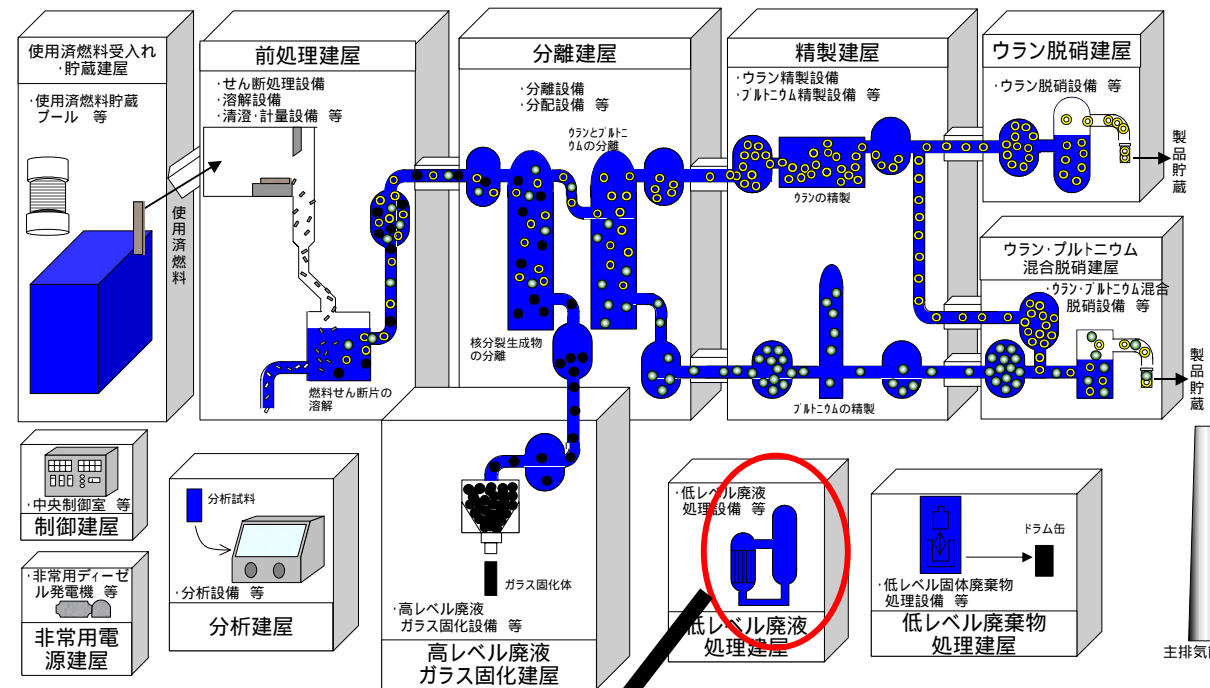 使用済燃料受入れ
・貯蔵建屋
・使用済燃料貯蔵
プール 等
使用済燃料
前処理建屋
・せん断処理設備
・溶解設備
・清澄・計量設備 等
燃料せん断片の
溶解
分離建屋
・分離設備
・分配設備 等
ウランとプルトニ
ウムの分離
核分裂生成物
の分離
精製建屋
・ウラン精製設備
・プルトニウム精製設備 等
ウランの精製
プルトニウムの精製
ウラン脱硝建屋
・ウラン脱硝設備 等
製品貯蔵
ウラン・プルトニウム
混合脱硝建屋
・ウラン・プルトニウム混合
脱硝設備 等
製品貯蔵
・中央制御室 等
制御建屋
・非常用ディーゼ
ル発電機 等
非常用電
源建屋
分析試料
・分析設備 等
分析建屋
ガラス固化体
・高レベル廃液
ガラス固化設備 等
高レベル廃液
ガラス固化建屋
・低レベル廃液
処理設備 等
低レベル廃液
処理建屋
ドラム缶
・低レベル固体廃棄物
処理設備 等
低レベル廃棄物
処理建屋
主排気